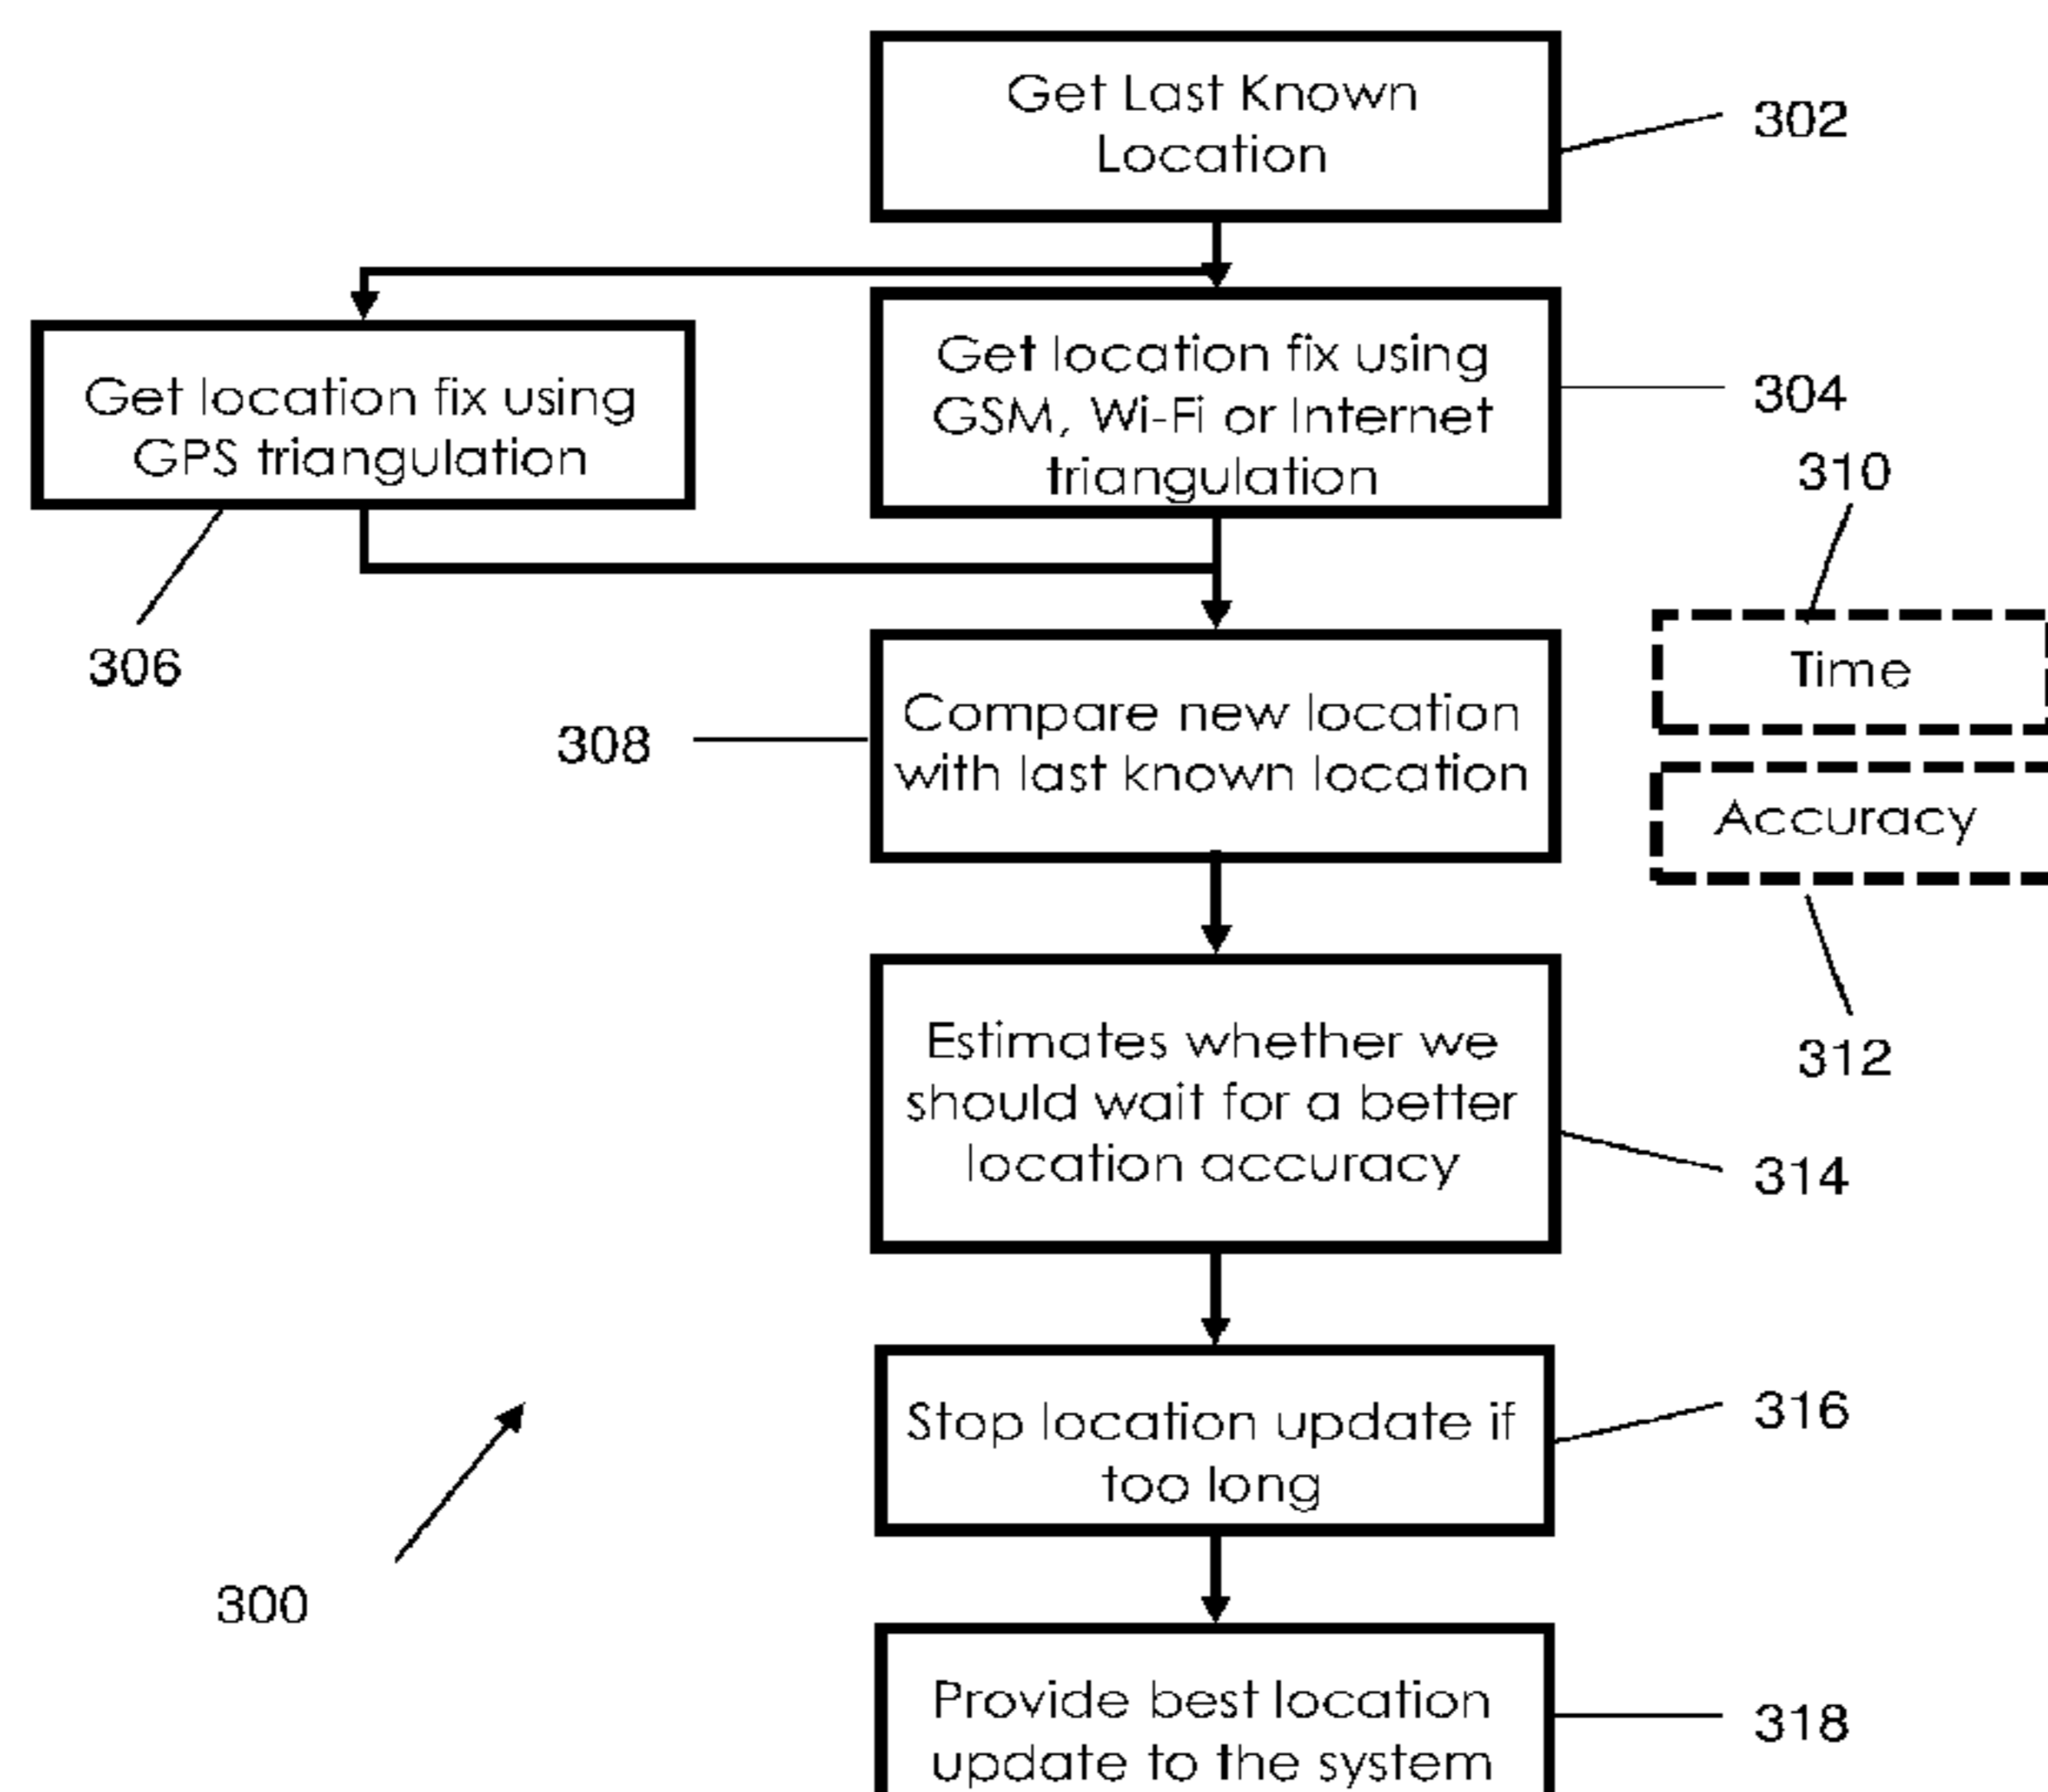 Get Last Known
Location
302
Get location fix using
GPS triangulation
306
Get location fix using
GSM, Wi-Fi or Internet
triangulation
304
310
Time
Accuracy
312
308
Compare new location
with last known location
Estimates whether we
should wait for a better
location accuracy
314
Stop location update if
too long
316
300
Provide best location
update to the system
318